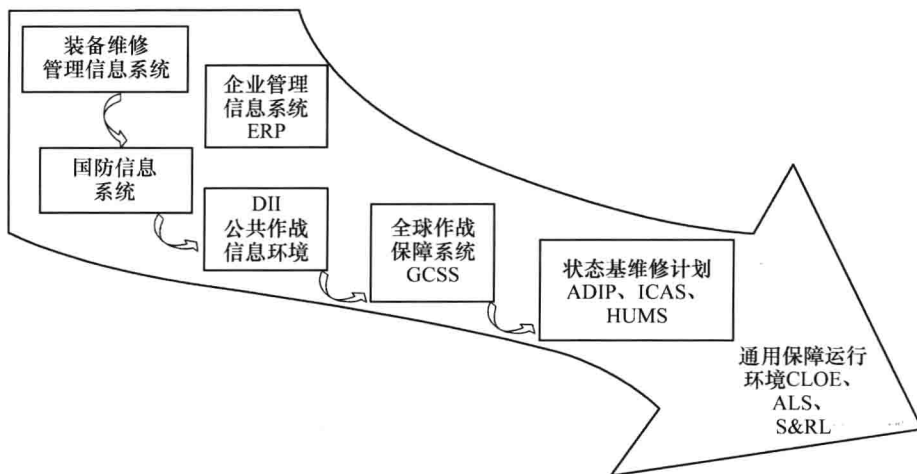 装备维修
管理信息系统
企业管理
信息系统
ERP
国防信息
系统
DII
公共作战
信息环境
全球作战
保障系统
GCSS
状态基维修计划
ADIP、ICAS、
HUMS
通用保障运行
环境CLOE、
ALS、
S&RL